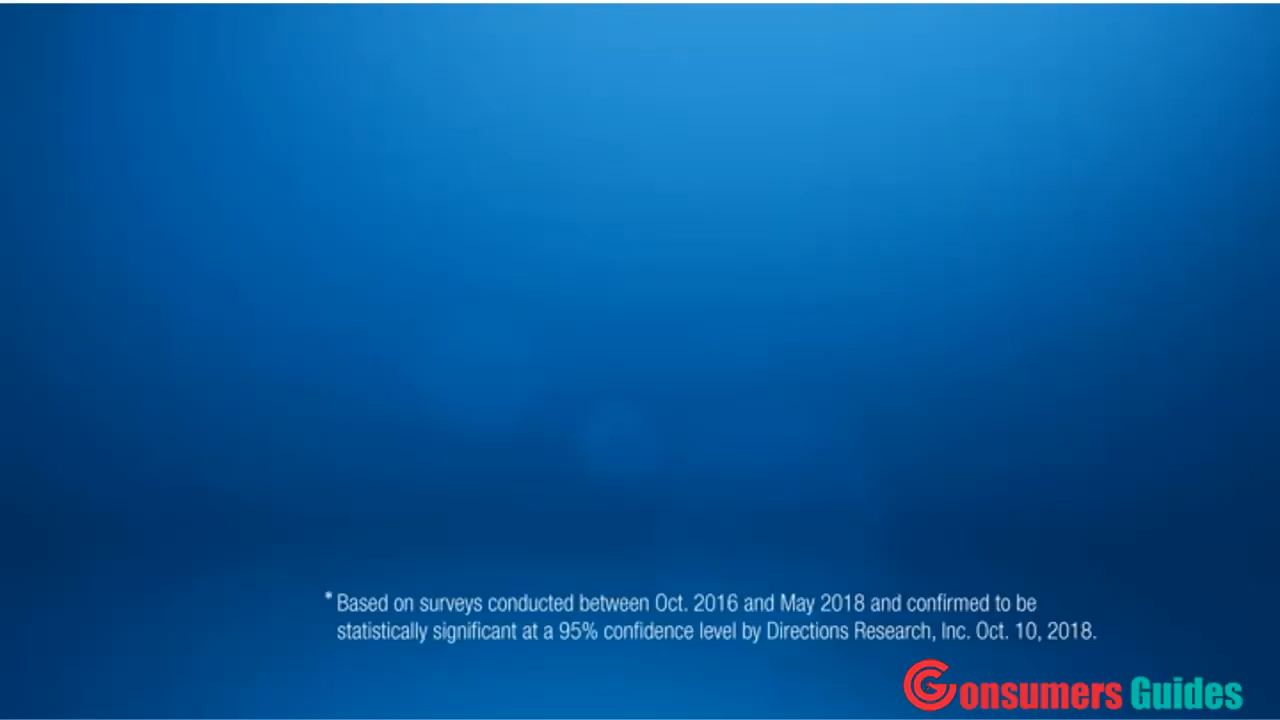 * Based on surveys conducted between Oct. 2016 and May 2018 and confirmed to be
statistically significant at a 95% confidence level by Directions Research, Inc. Oct. 10, 2018.
Consumers Guides